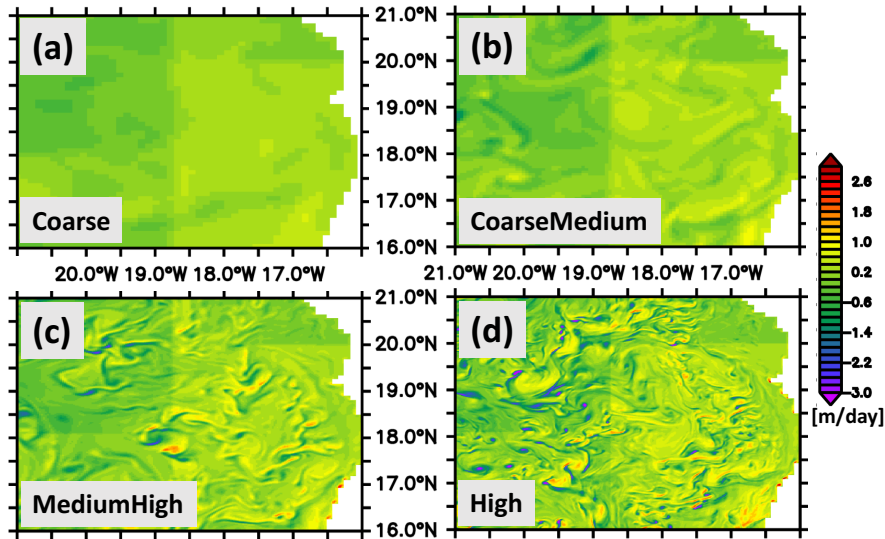 (a)
Coarse
21.0°N
20.0°N
19.0°N
18.0°N
17.0°N
16.0°N
(b)
CoarseMedium
20.0°W 19.0°W 18.0°W 17.0°W
21.0°W 20.0°W 19.0°W 18.0°W 17.0°W
(c)
MediumHigh
21.0°N
20.0°N
19.0°N
18.0°N
17.0°N
16.0°N
(d)
High
2.6
1.8
1.0
0.2
-0.6
-1.4
-2.2
-3.0
[m/day]